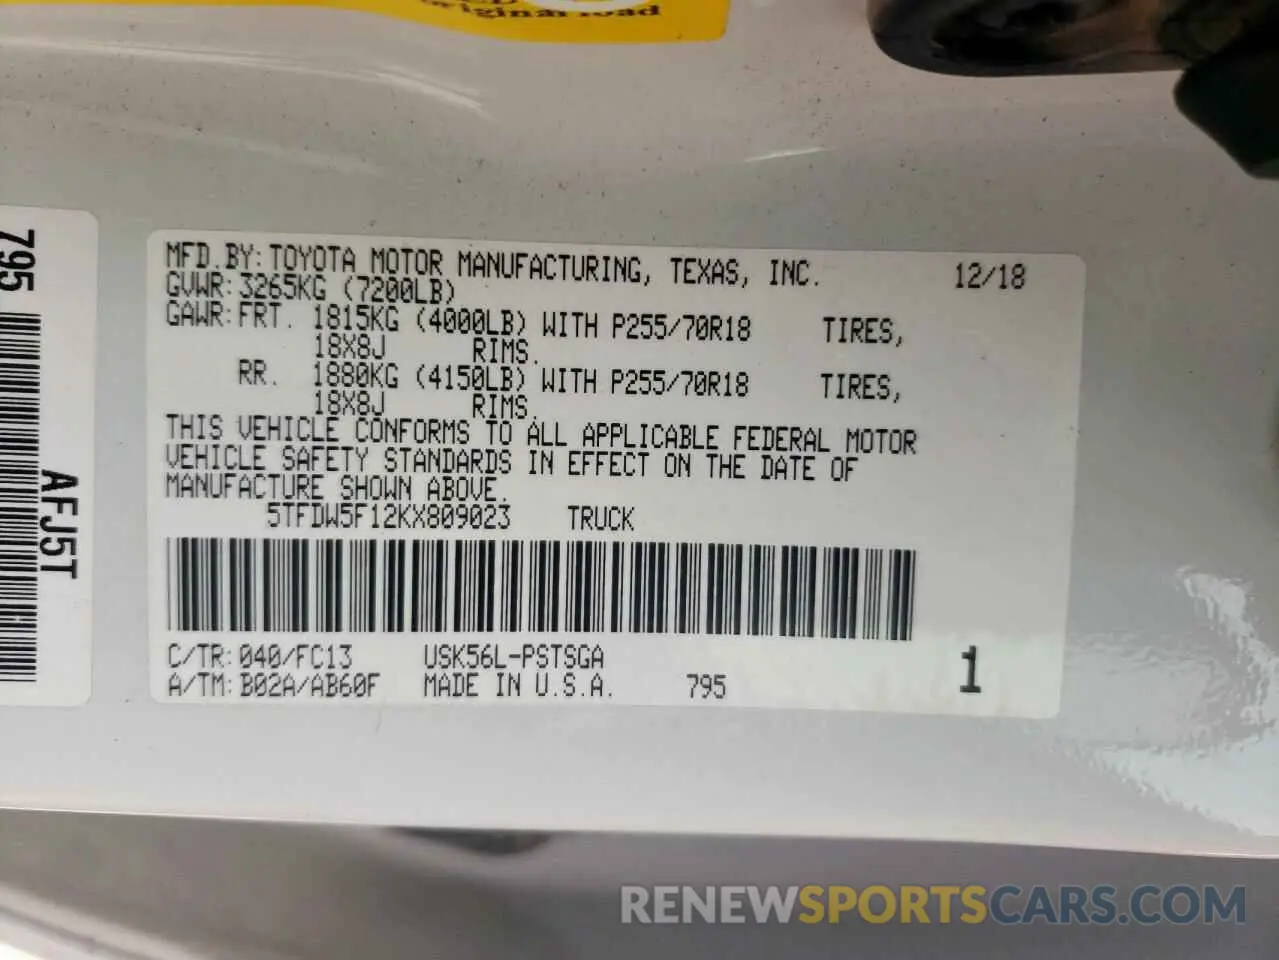 original road
MFD. BY: TOYOTA MOTOR MANUFACTURING, TEXAS, INC. 12/18
GVWR: 3265KG (7200LB)
GAWR: FRT. 1815KG (4000LB) WITH P255/70R18 TIRES,
18X8J RIMS.
RR. 1880KG (4150LB) WITH P255/70R18 TIRES,
18X8J RIMS.
THIS VEHICLE CONFORMS TO ALL APPLICABLE FEDERAL MOTOR
VEHICLE SAFETY STANDARDS IN EFFECT ON THE DATE OF
MANUFACTURE SHOWN ABOVE.
5TFDW5F12KX809023 TRUCK
C/TR: 040/FC13 USK56L-PSTSGA
A/TM: B02A/AB60F MADE IN U.S.A. 795 1
795
AFJ5T
RENEWSPORTSCARS.COM